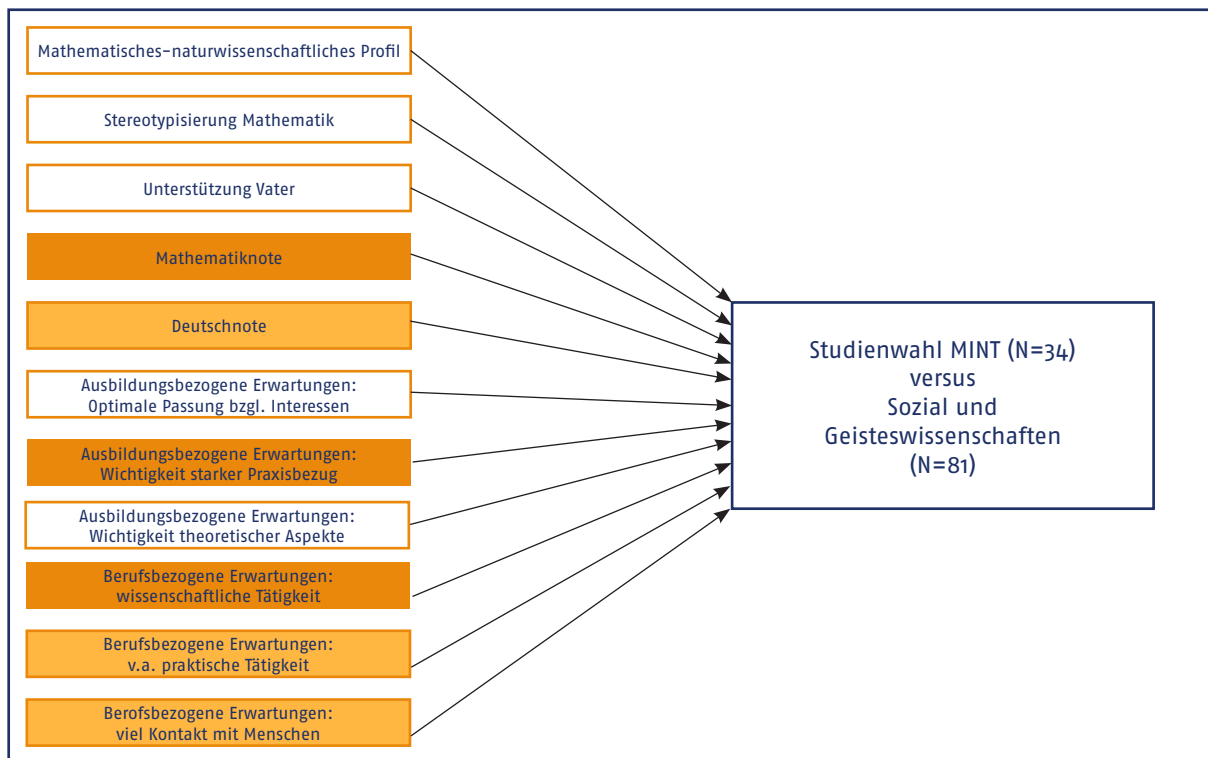 Mathematisches-naturwissenschaftliches Profil
Stereotypisierung Mathematik
Unterstützung Vater
Mathematiknote
Deutschnote
Ausbildungsbezogene Erwartungen:
Optimale Passung bzgl. Interessen
Ausbildungsbezogene Erwartungen:
Wichtigkeit starker Praxisbezug
Ausbildungsbezogene Erwartungen:
Wichtigkeit theoretischer Aspekte
Berufsbezogene Erwartungen:
wissenschaftliche Tätigkeit
Berufsbezogene Erwartungen:
v.a. praktische Tätigkeit
Berofsbezogene Erwartungen:
viel Kontakt mit Menschen
Studienwahl MINT (N=34)
versus
Sozial und
Geisteswissenschaften
(N=81)